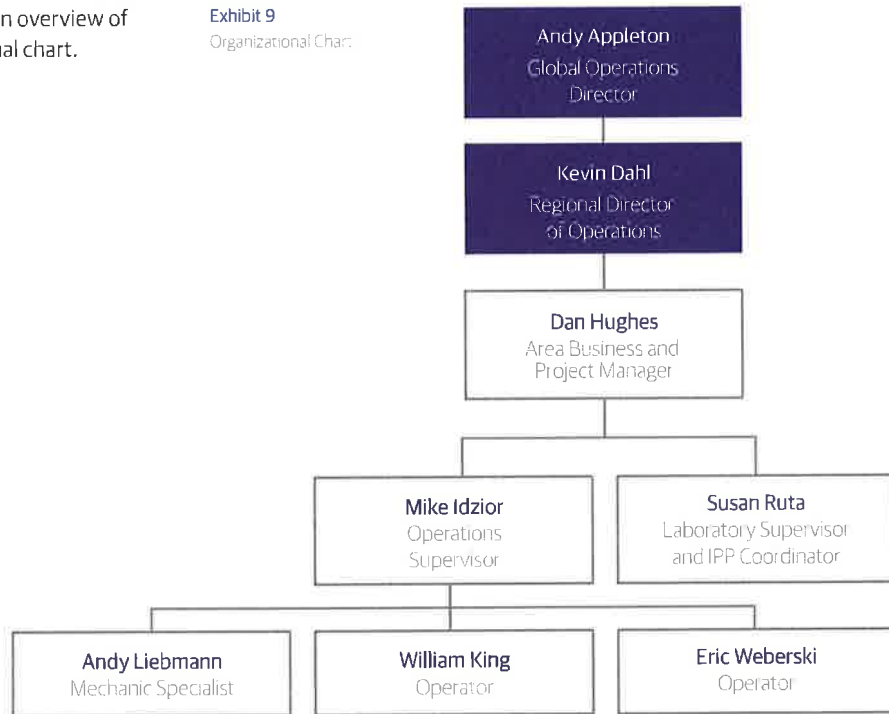 n overview of
nal chart.
Exhibit 9
Organizational Chart
Andy Appleton
Global Operations
Director
Kevin Dahl
Regional Director
of Operations
Dan Hughes
Area Business and
Project Manager
Mike Idzior
Operations
Supervisor
Susan Ruta
Laboratory Supervisor
and IPP Coordinator
Andy Liebmann
Mechanic Specialist
William King
Operator
Eric Weberski
Operator